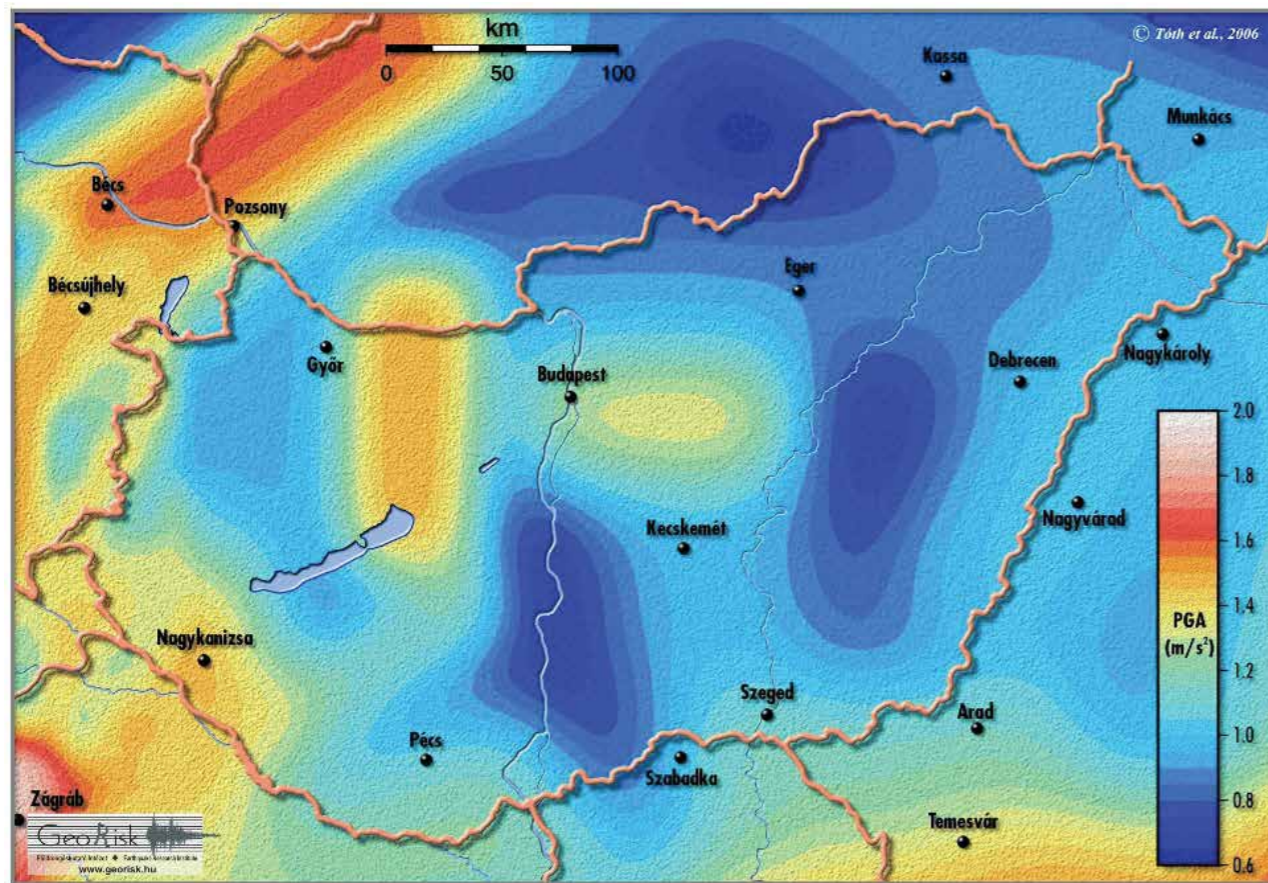 © Tóth et al., 2006
km
0 50 100
Kassa
Munkács
Bécs
Pozsony
Bécsújhely
Eger
Győr
Nagykároly
Debrecen
Budapest
2.0
1.8
Nagyvárad
1.6
Kecskemét
1.4
PGA
(m/s²)
Nagykanizsa
1.2
Szeged
Arad
1.0
Pécs
Szabadka
0.8
Zágráb
Temesvár
0.6
GeoRisk
www.georisk.hu